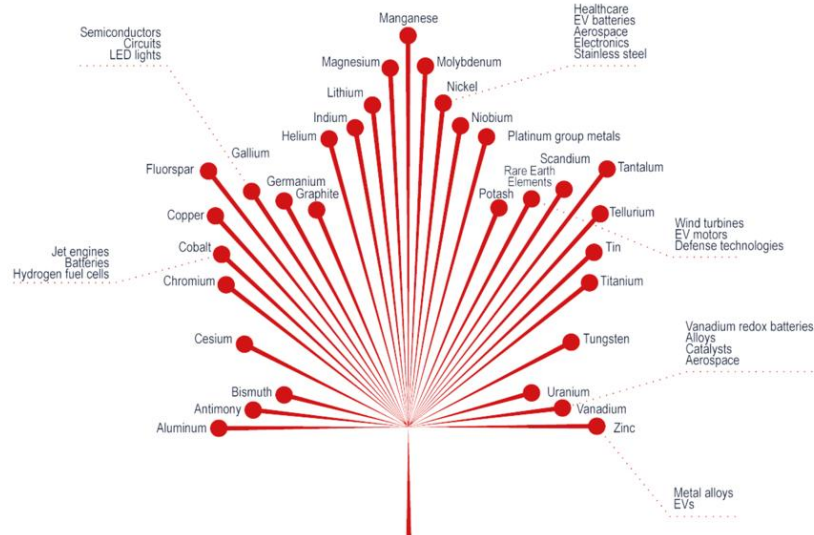 Manganese
Semiconductors
Circuits
LED lights
Healthcare
EV batteries
Aerospace
Electronics
Stainless steel
Magnesium
Molybdenum
Lithium
Nickel
Indium
Niobium
Helium
Platinum group metals
Gallium
Fluorspar
Germanium
Graphite
Scandium
Tantalum
Rare Earth
Elements
Potash
Copper
Tellurium
Cobalt
Tin
Chromium
Titanium
Jet engines
Batteries
Hydrogen fuel cells
Wind turbines
EV motors
Defense technologies
Cesium
Tungsten
Vanadium redox batteries
Alloys
Catalysts
Aerospace
Bismuth
Uranium
Antimony
Vanadium
Aluminum
Zinc
Metal alloys
EVs